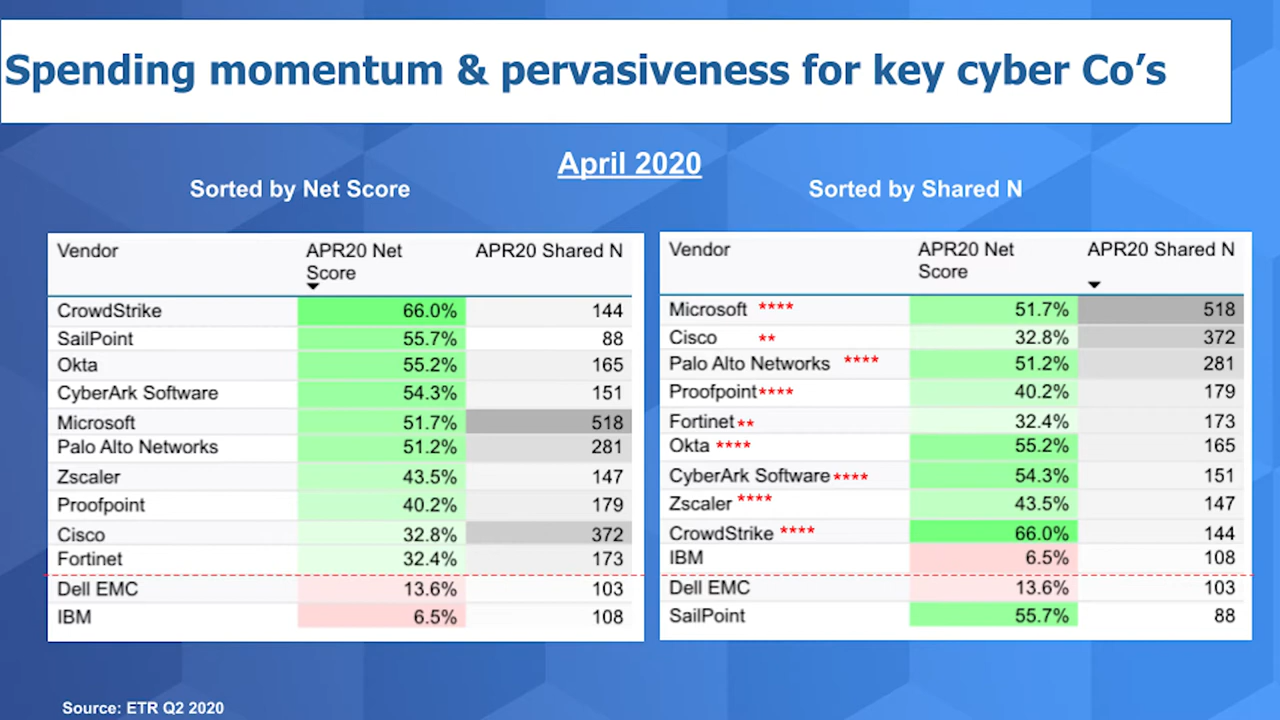 Spending momentum & pervasiveness for key cyber Co’s
April 2020
Sorted by Net Score
Sorted by Shared N
Vendor APR20 Net Score APR20 Shared N
CrowdStrike 66.0% 144
SailPoint 55.7% 88
Okta 55.2% 165
CyberArk Software 54.3% 151
Microsoft 51.7% 518
Palo Alto Networks 51.2% 281
Zscaler 43.5% 147
Proofpoint 40.2% 179
Cisco 32.8% 372
Fortinet 32.4% 173
Dell EMC 13.6% 103
IBM 6.5% 108
Vendor APR20 Net Score APR20 Shared N
Microsoft **** 51.7% 518
Cisco ** 32.8% 372
Palo Alto Networks **** 51.2% 281
Proofpoint**** 40.2% 179
Fortinet** 32.4% 173
Okta **** 55.2% 165
CyberArk Software**** 54.3% 151
Zscaler **** 43.5% 147
CrowdStrike **** 66.0% 144
IBM 6.5% 108
Dell EMC 13.6% 103
SailPoint 55.7% 88
Source: ETR Q2 2020